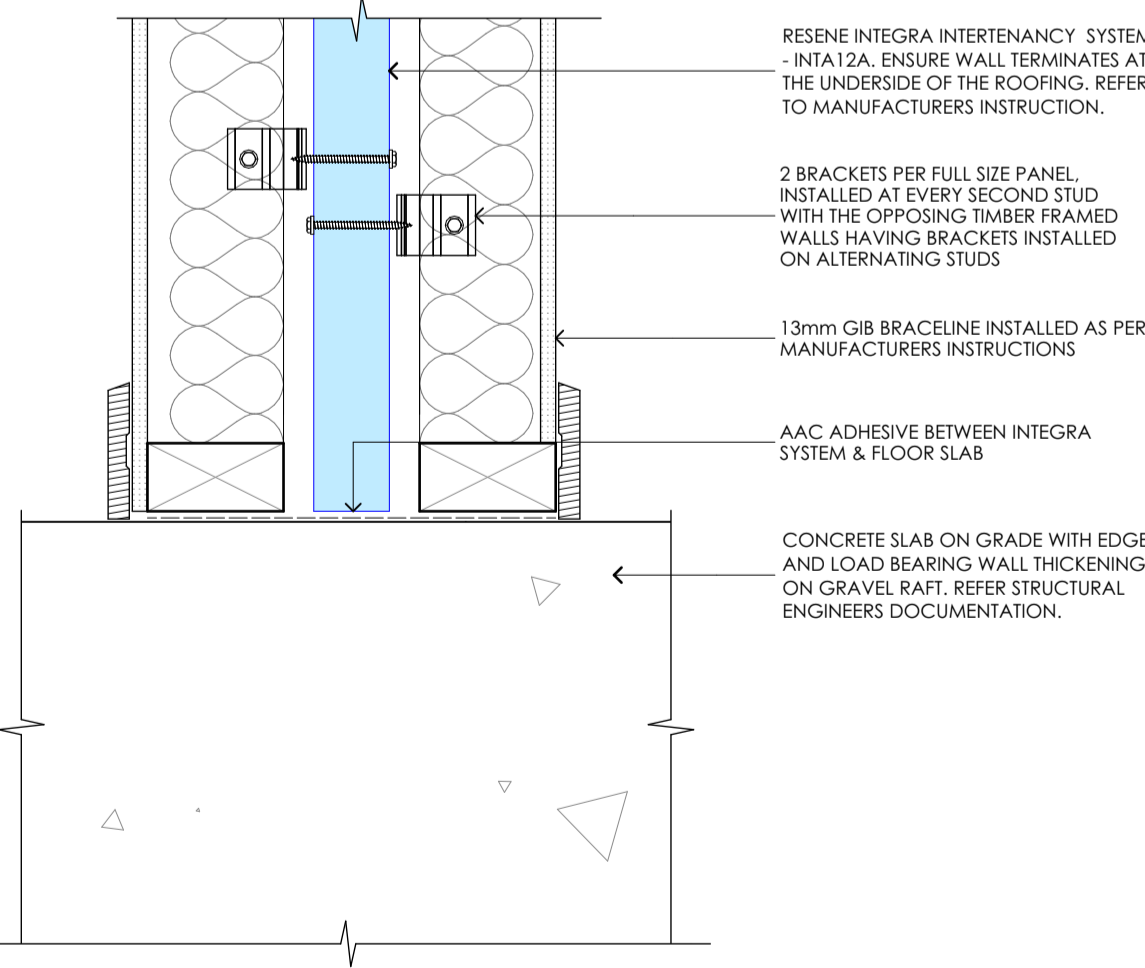 RESENE INTEGRA INTERTENANCY SYSTEM
- INTA12A. ENSURE WALL TERMINATES AT
THE UNDERSIDE OF THE ROOFING. REFER
TO MANUFACTURERS INSTRUCTION.
2 BRACKETS PER FULL SIZE PANEL,
INSTALLED AT EVERY SECOND STUD
WITH THE OPPOSING TIMBER FRAMED
WALLS HAVING BRACKETS INSTALLED
ON ALTERNATING STUDS
13mm GIB BRACELINE INSTALLED AS PER
MANUFACTURERS INSTRUCTIONS
AAC ADHESIVE BETWEEN INTEGRA
SYSTEM & FLOOR SLAB
CONCRETE SLAB ON GRADE WITH EDGE
AND LOAD BEARING WALL THICKENING
ON GRAVEL RAFT. REFER STRUCTURAL
ENGINEERS DOCUMENTATION.